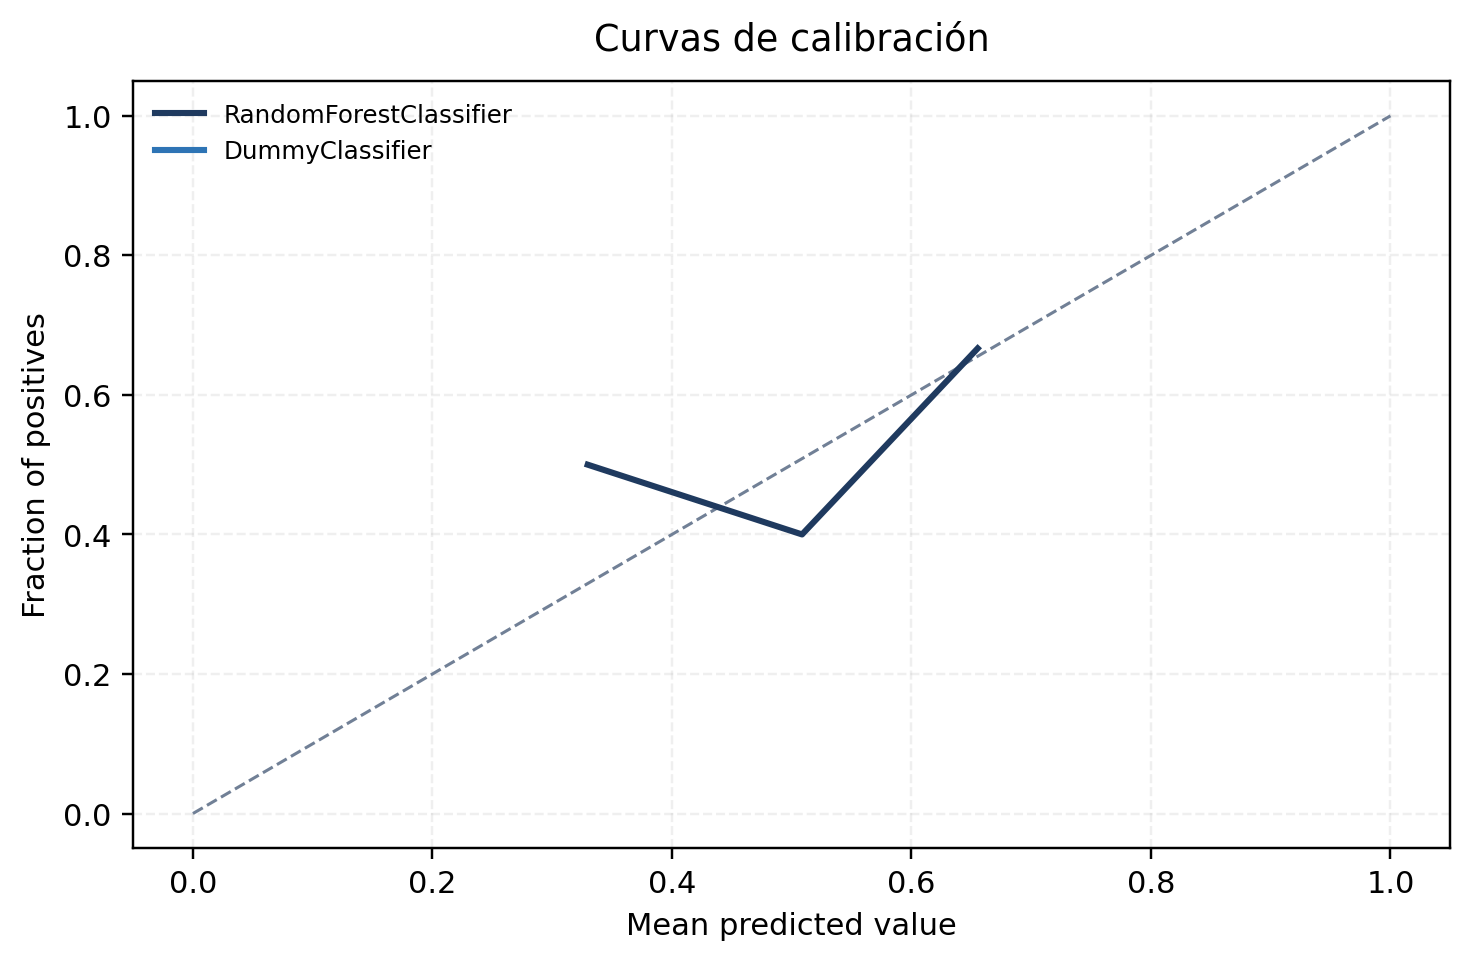 Curvas de calibración
RandomForestClassifier
DummyClassifier
1.0
0.8
0.6
0.4
0.2
0.0
Fraction of positives
0.0 0.2 0.4 0.6 0.8 1.0
Mean predicted value